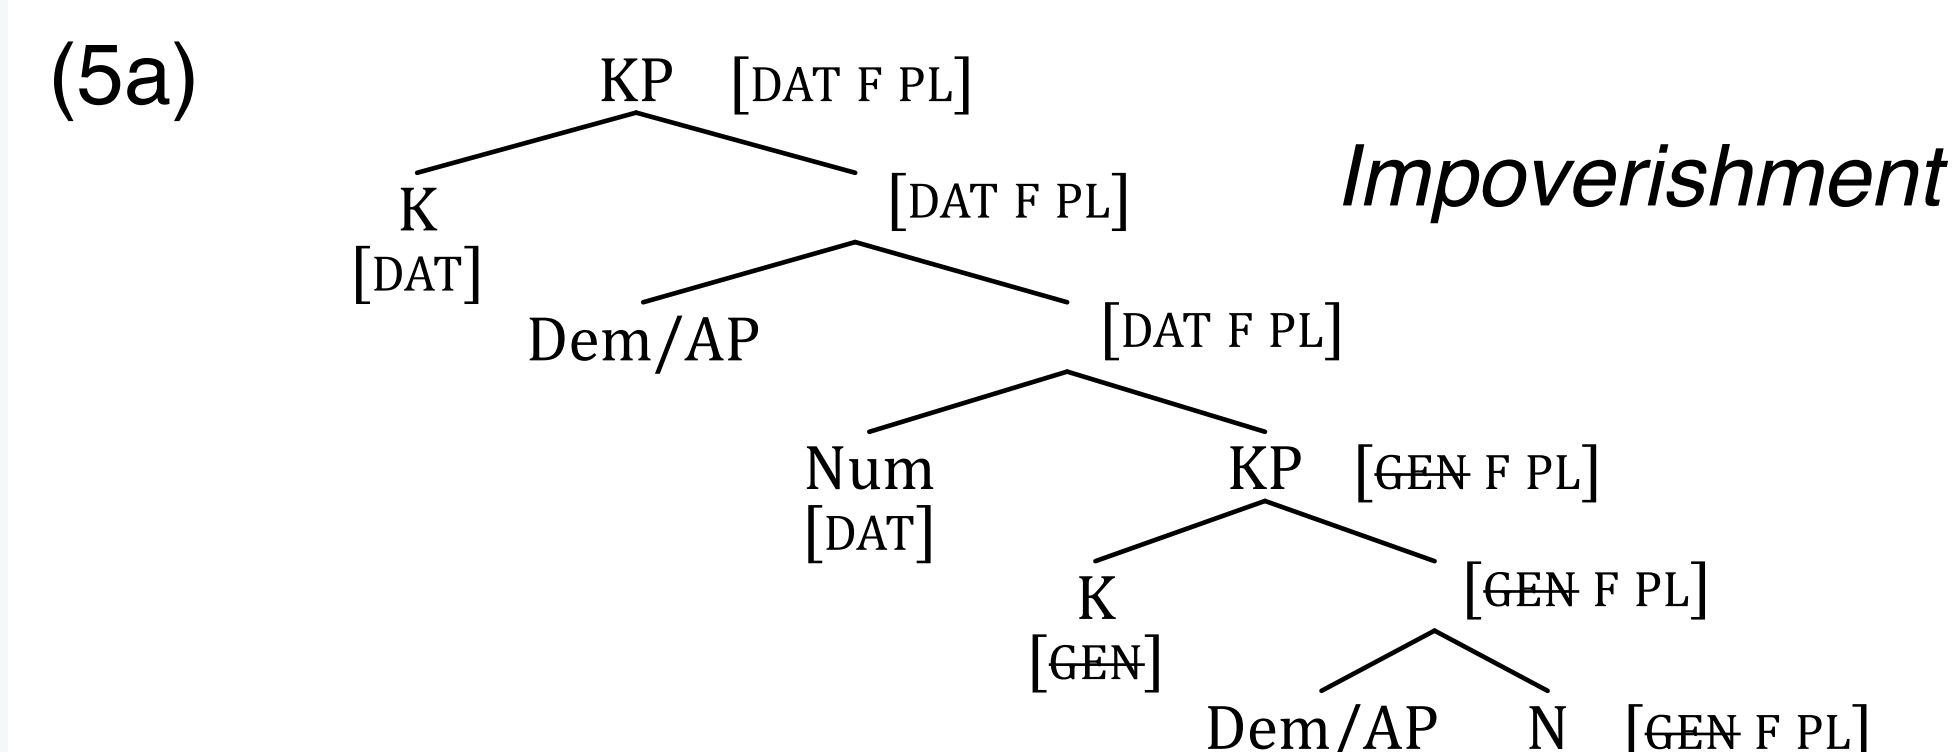 (5a)
KP [DAT F PL]
Impoverishment
K [DAT F PL]
[DAT]
Dem/AP [DAT F PL]
Num KP [GEN F PL]
[DAT]
K [GEN F PL]
[GEN]
Dem/AP N [GEN F PL]